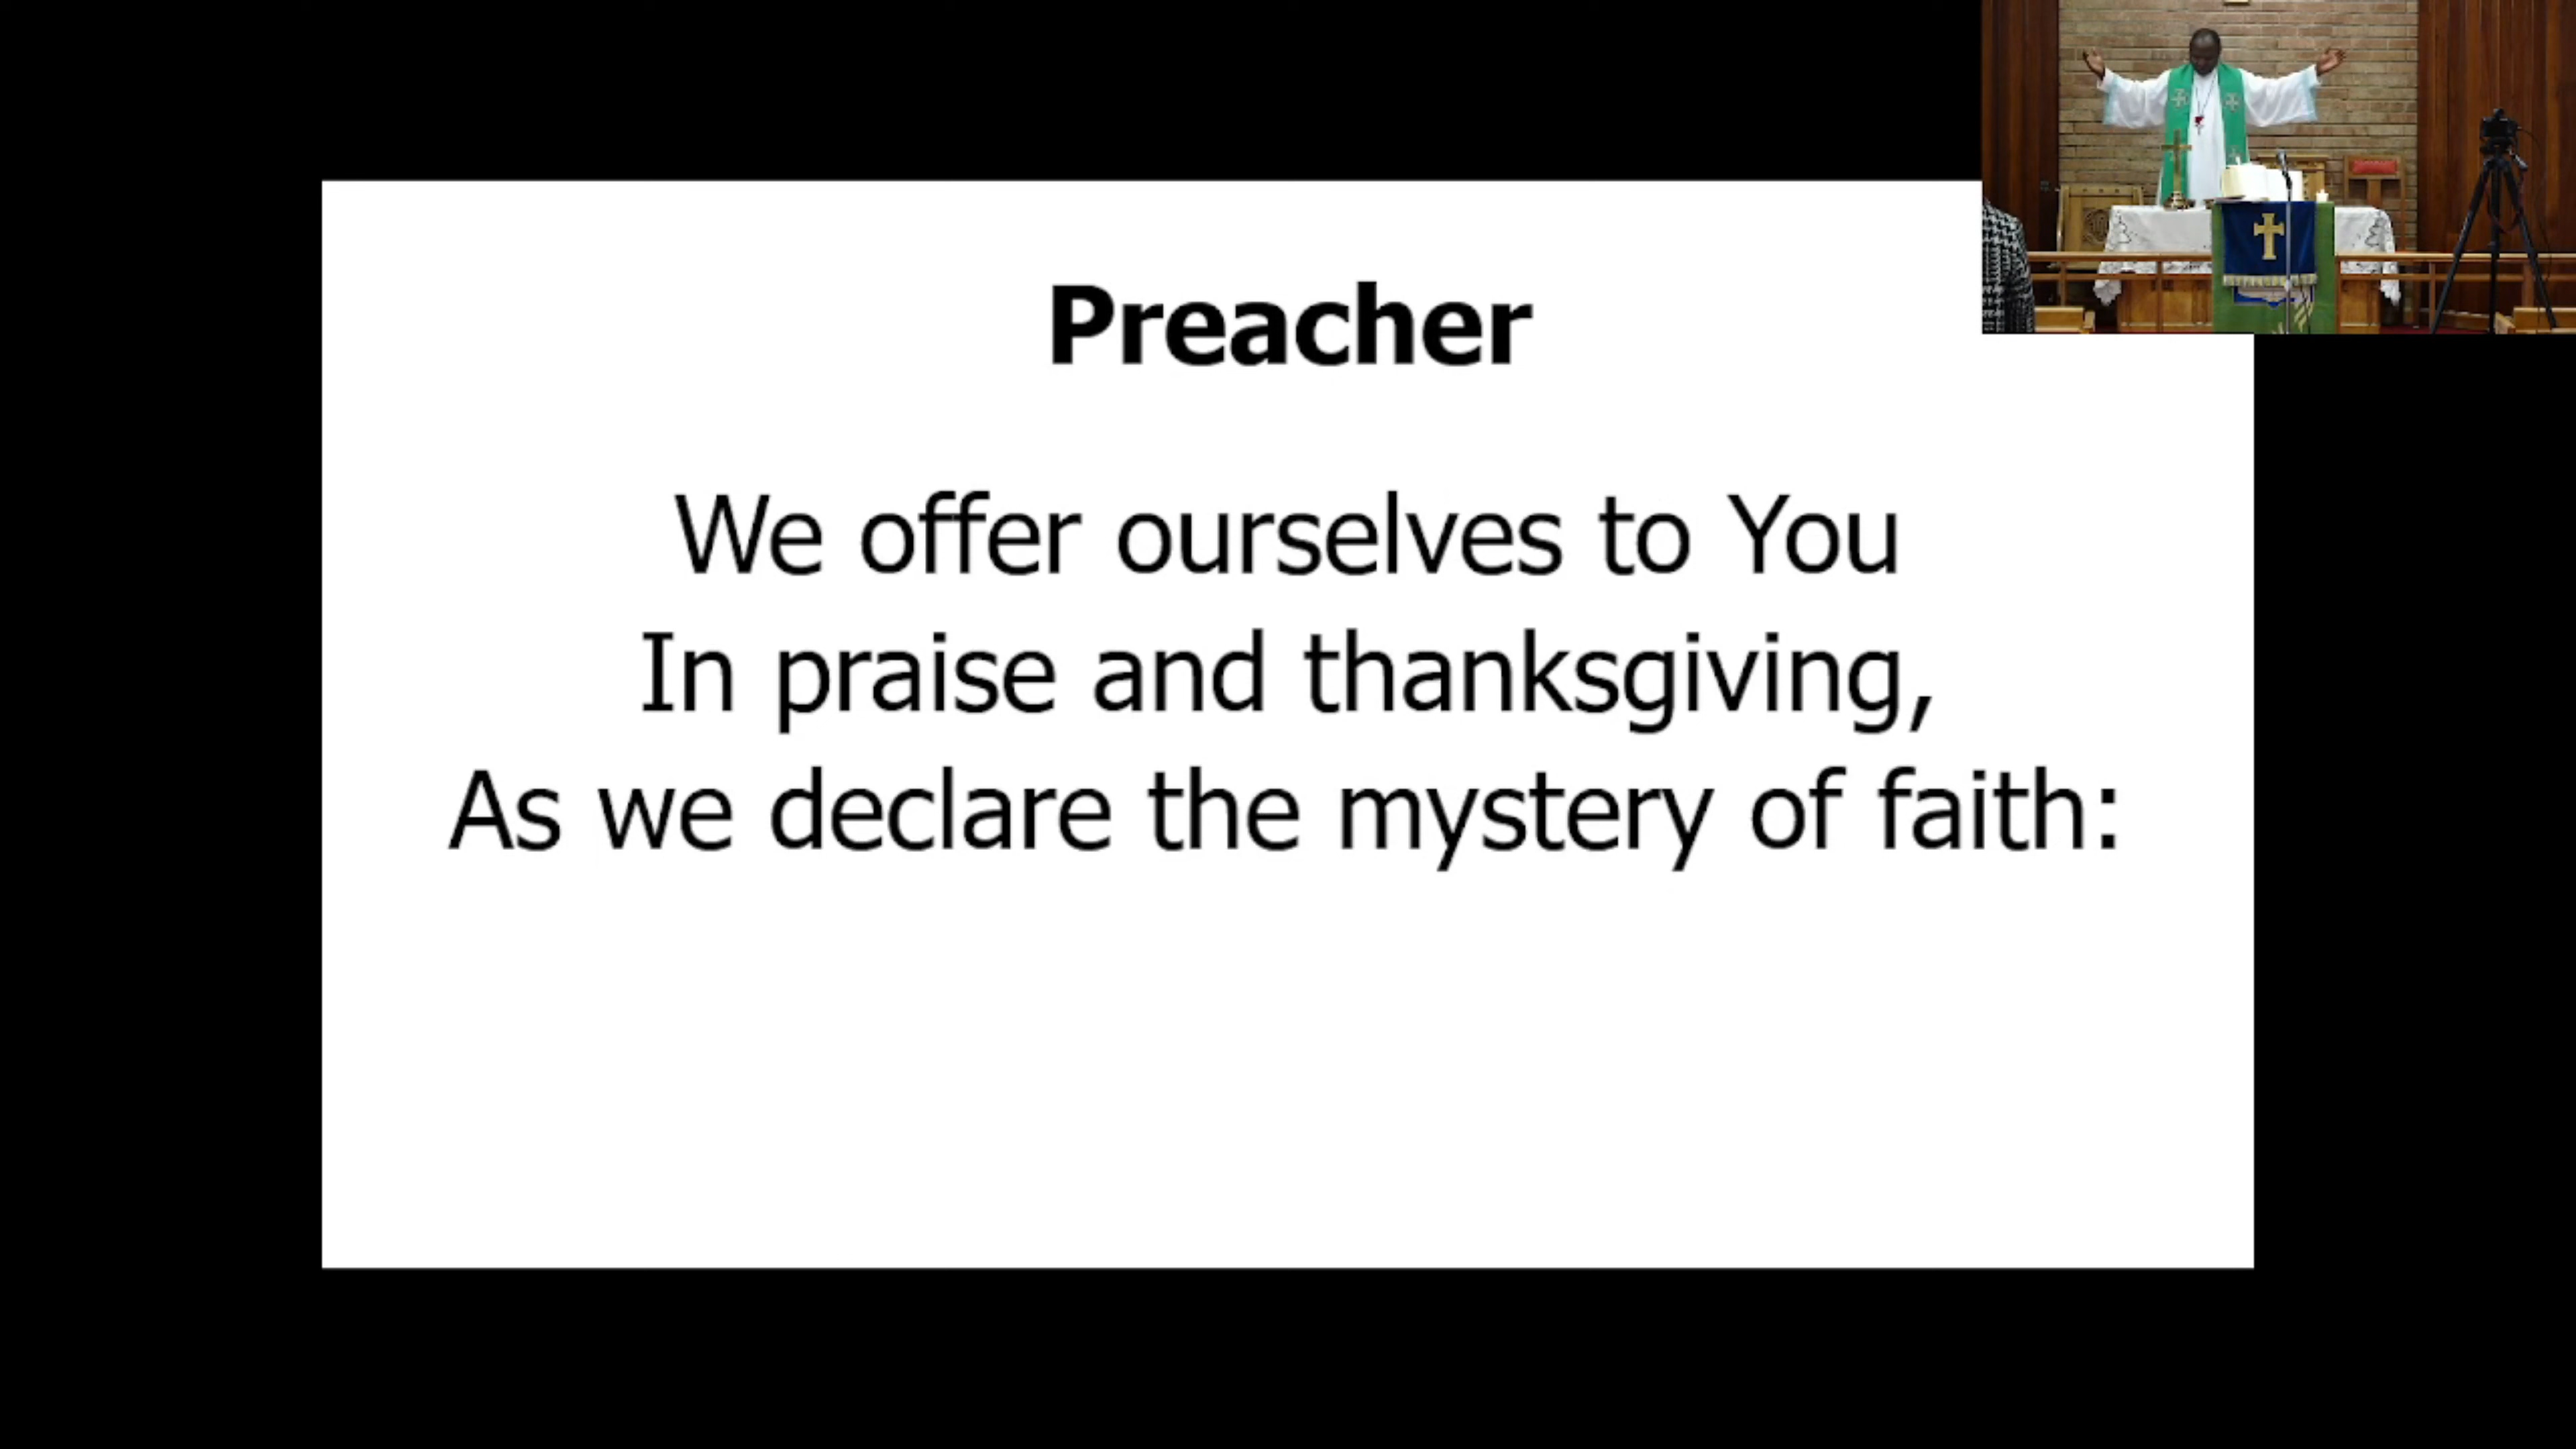 Preacher
We offer ourselves to You
In praise and thanksgiving,
As we declare the mystery of faith: